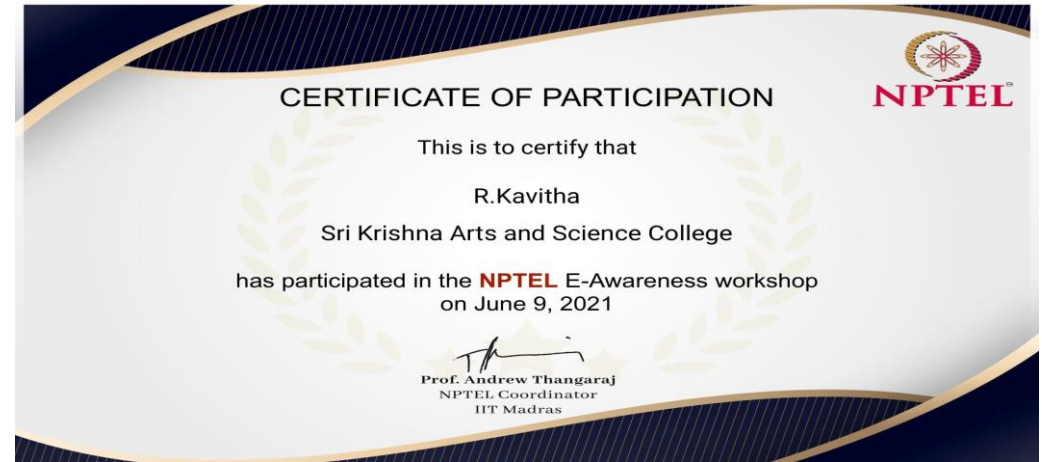 NPTEL
CERTIFICATE OF PARTICIPATION
This is to certify that
R.Kavitha
Sri Krishna Arts and Science College
has participated in the NPTEL E-Awareness workshop
on June 9, 2021
Prof. Andrew Thangaraj
NPTEL Coordinator
IIT Madras